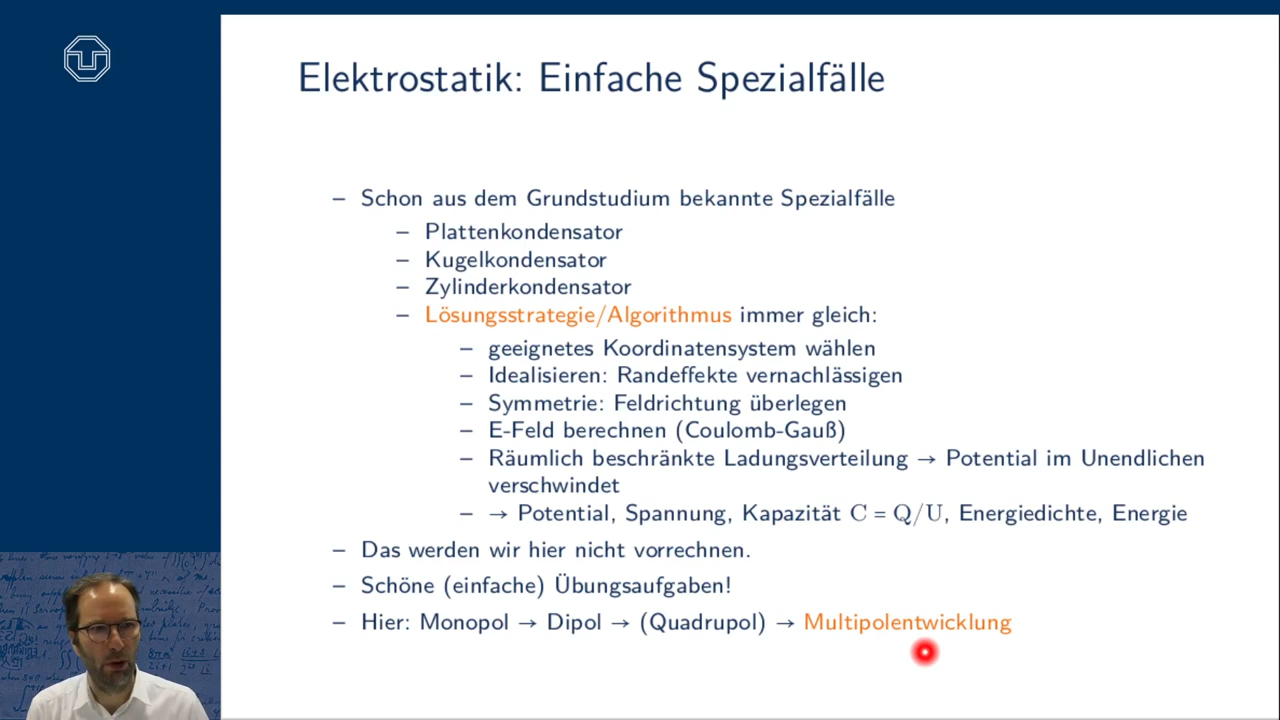 Elektrostatik: Einfache Spezialfälle
– Schon aus dem Grundstudium bekannte Spezialfälle
– Plattenkondensator
– Kugelkondensator
– Zylinderkondensator
– Lösungsstrategie/Algorithmus immer gleich:
– geeignetes Koordinatensystem wählen
– Idealisieren: Randeffekte vernachlässigen
– Symmetrie: Feldrichtung überlegen
– E-Feld berechnen (Coulomb-Gauß)
– Räumlich beschränkte Ladungsverteilung → Potential im Unendlichen
verschwindet
– → Potential, Spannung, Kapazität C = Q/U, Energiedichte, Energie
– Das werden wir hier nicht vorrechnen.
– Schöne (einfache) Übungsaufgaben!
– Hier: Monopol → Dipol → (Quadrupol) → Multipolentwicklung